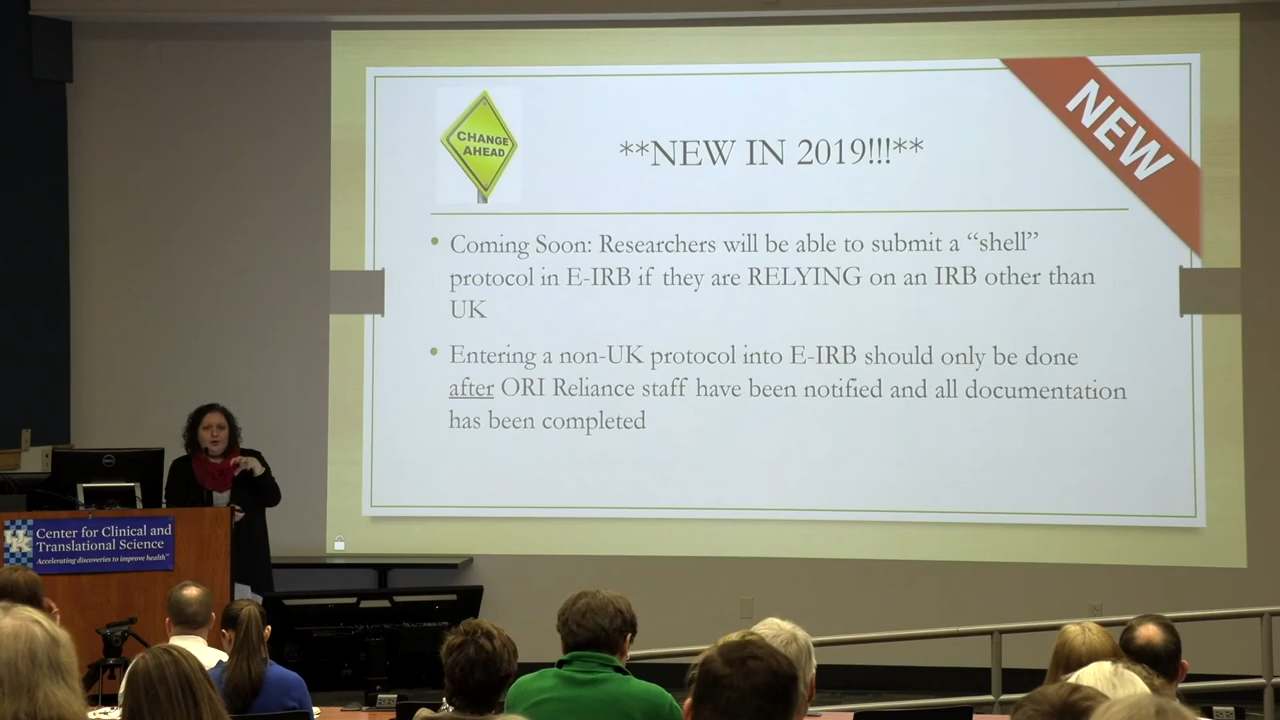 CHANGE
AHEAD
**NEW IN 2019!!!**
NEW
• Coming Soon: Researchers will be able to submit a “shell”
protocol in E-IRB if they are RELYING on an IRB other than
UK
• Entering a non-UK protocol into E-IRB should only be done
after ORI Reliance staff have been notified and all documentation
has been completed
DELL
UK
Center for Clinical and
Translational Science
Accelerating discoveries to improve health™